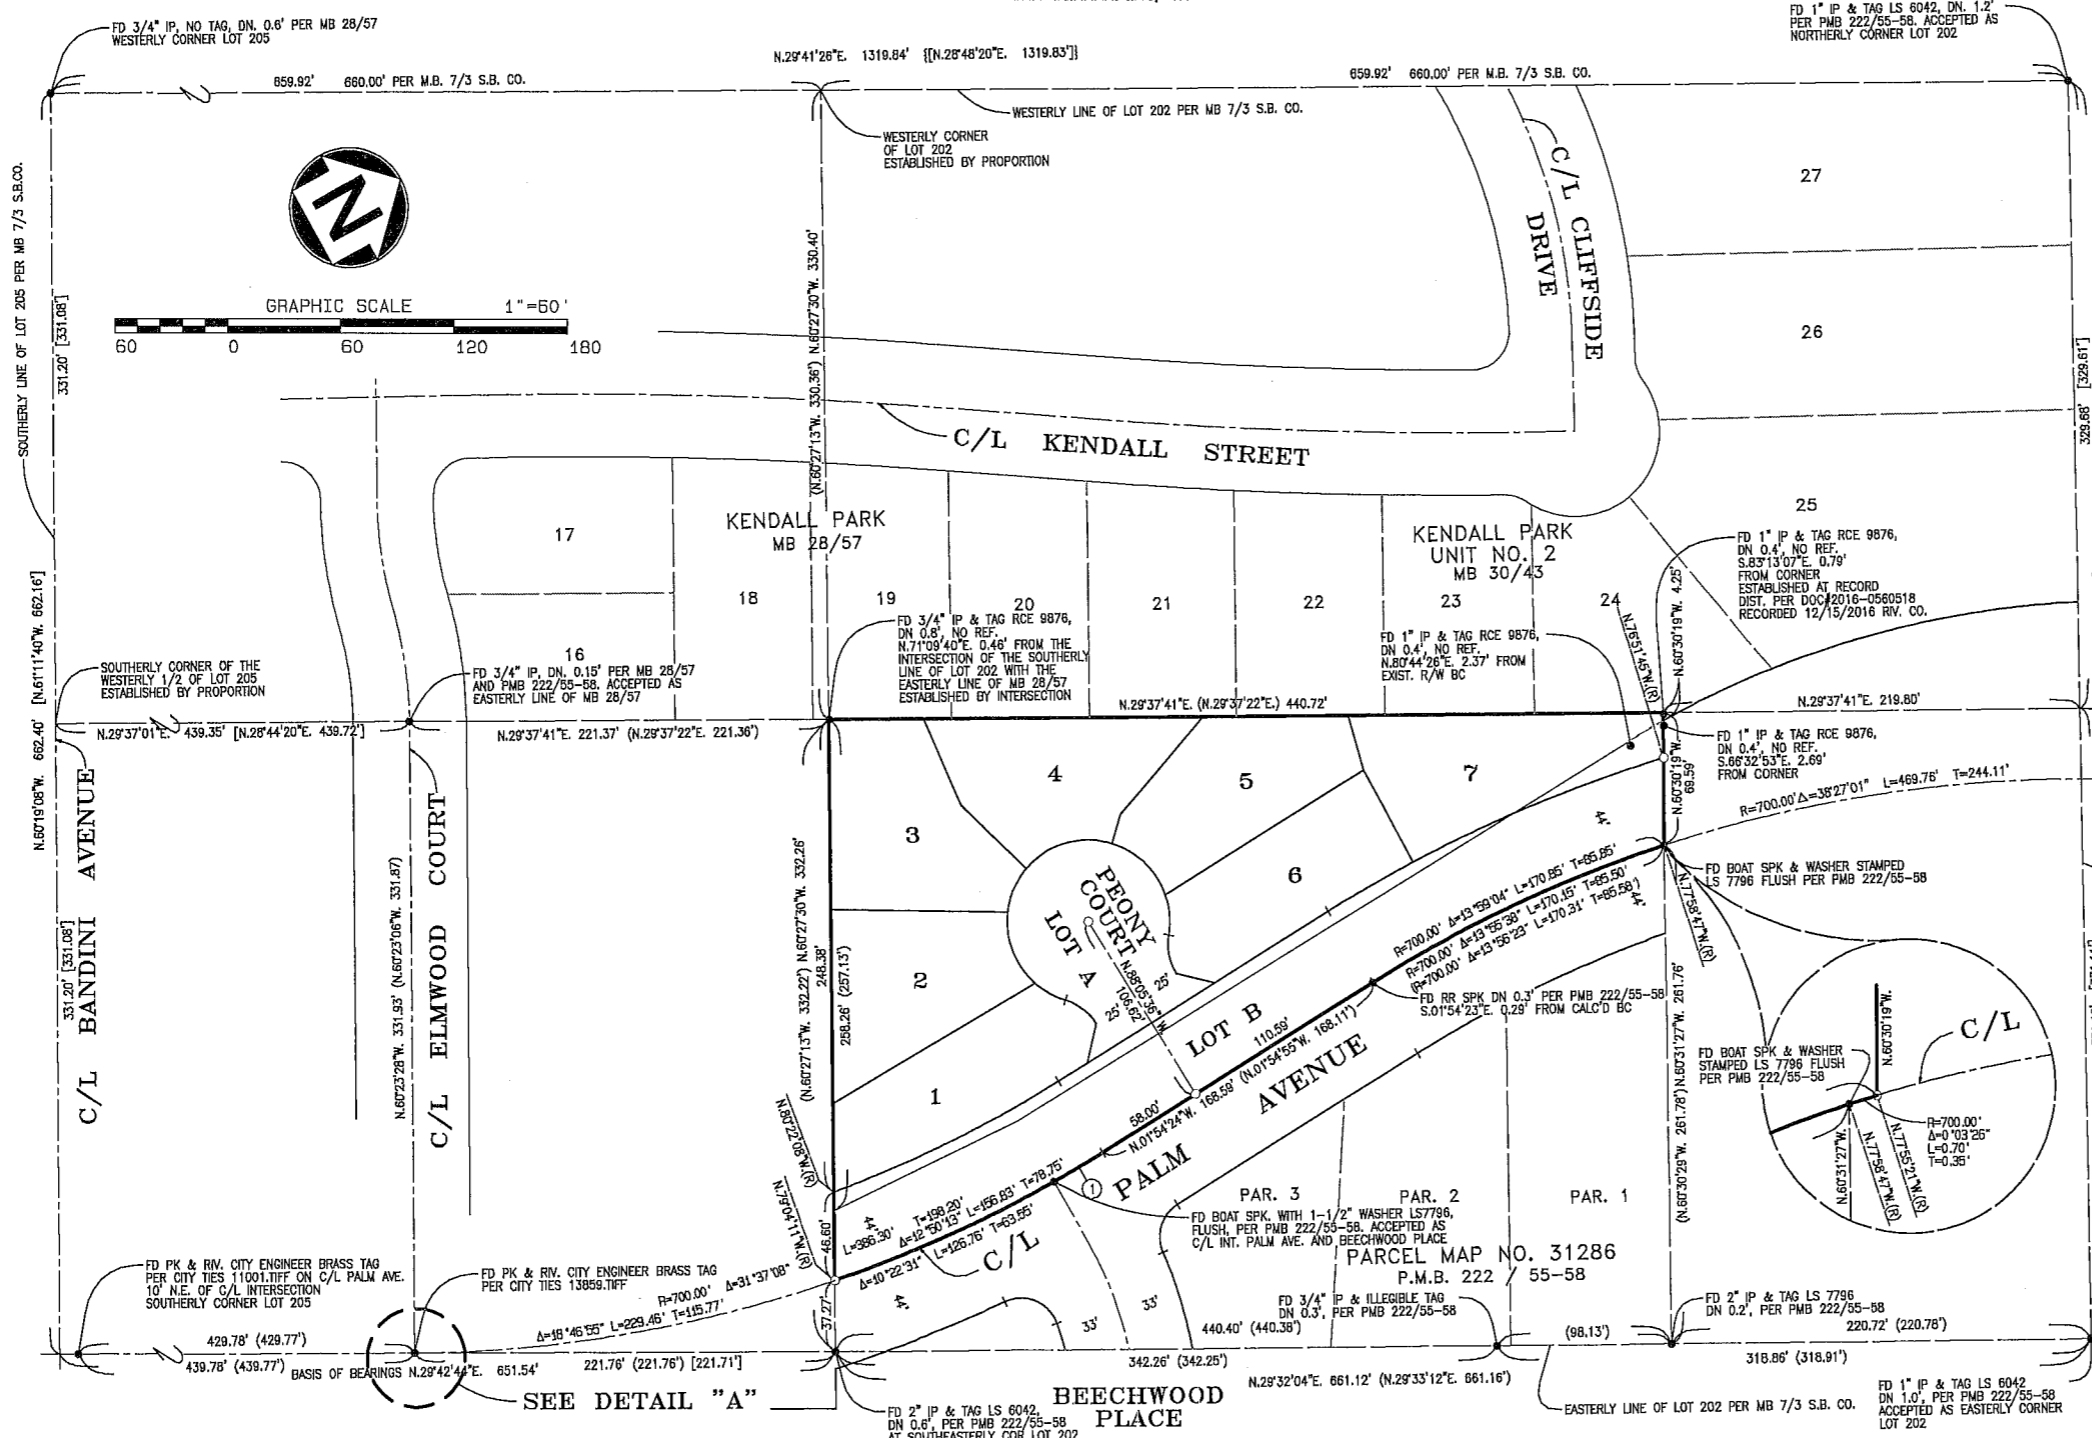 FD 3/4" IP, NO TAG, DN. 0.6' PER MB 28/57
WESTERLY CORNER LOT 205
N.29°41'26"E. 1319.84' {[N.28°48'20"E. 1319.83']}
FD 1" IP & TAG LS 6042, DN. 1.2'
PER PMB 222/55-58. ACCEPTED AS
NORTHERLY CORNER LOT 202
659.92' 660.00' PER M.B. 7/3 S.B. CO.
659.92' 660.00' PER M.B. 7/3 S.B. CO.
WESTERLY LINE OF LOT 202 PER MB 7/3 S.B. CO.
WESTERLY CORNER
OF LOT 202
ESTABLISHED BY PROPORTION
SOUTHERLY LINE OF LOT 205 PER MB 7/3 S.B.CO.
331.20' [331.08']
N
GRAPHIC SCALE 1"=60'
60 0 60 120 180
(N.60°27'13"W. 330.36') N.60°27'30"W. 330.40'
C/L CLIFFSIDE
DRIVE
27
26
25
329.68' [329.61']
C/L KENDALL STREET
KENDALL PARK
MB 28/57
KENDALL PARK
UNIT NO. 2
MB 30/43
17
16
18
19
20
21
22
23
24
FD 1" IP & TAG RCE 9876,
DN 0.4', NO REF.
S.83°13'07"E. 0.79'
FROM CORNER
ESTABLISHED AT RECORD
DIST. PER DOC#2016-0560518
RECORDED 12/15/2016 RIV. CO.
FD 3/4" IP & TAG RCE 9876,
DN 0.8', NO REF.
N.71°09'40"E. 0.46' FROM THE
INTERSECTION OF THE SOUTHERLY
LINE OF LOT 202 WITH THE
EASTERLY LINE OF MB 28/57
ESTABLISHED BY INTERSECTION
FD 1" IP & TAG RCE 9876,
DN 0.4', NO REF.
N.80°44'26"E. 2.37' FROM
EXIST. R/W BC
N.76°51'45"W.(R)
N.60°30'19"W. 4.25'
SOUTHERLY CORNER OF THE
WESTERLY 1/2 OF LOT 205
ESTABLISHED BY PROPORTION
FD 3/4" IP, DN. 0.15' PER MB 28/57
AND PMB 222/55-58. ACCEPTED AS
EASTERLY LINE OF MB 28/57
N.29°37'01"E. 439.35' [N.28°44'20"E. 439.72']
N.29°37'41"E. 221.37' (N.29°37'22"E. 221.36')
N.29°37'41"E. (N.29°37'22"E.) 440.72'
N.29°37'41"E. 219.80'
N.60°19'08"W. 662.40' [N.61°11'40"W. 662.16']
FD 1" IP & TAG RCE 9876,
DN 0.4', NO REF.
S.66°32'53"E. 2.69'
FROM CORNER
N.60°30'19"W.
69.59'
R=700.00' Δ=38°27'01" L=469.76' T=244.11'
C/L BANDINI AVENUE
331.20' [331.08']
C/L ELMWOOD COURT
N.60°23'28"W. 331.93' (N.60°23'06"W. 331.87')
(N.60°27'13"W. 332.22') N.60°27'30"W. 332.26'
248.38'
258.26' (257.13')
1
2
3
4
5
6
7
PEONY
COURT
LOT A
N.88°05'36"W.
106.62'
25'
25'
LOT B
44'
R=700.00' Δ=13°59'04" L=170.85' T=85.85'
R=700.00' Δ=13°55'38" L=170.15' T=85.50'
(R=700.00' Δ=13°56'23" L=170.31' T=85.58')
44'
FD BOAT SPK & WASHER STAMPED
LS 7796 FLUSH PER PMB 222/55-58
N.77°58'47"W.(R)
FD RR SPK DN 0.3' PER PMB 222/55-58
S.01°54'23"E. 0.29' FROM CALC'D BC
110.59'
58.00'
N.01°54'24"W. 168.59' (N.01°54'55"W. 168.11')
PALM AVENUE
1
(N.60°30'29"W. 261.78') N.60°31'27"W. 261.76'
FD BOAT SPK & WASHER
STAMPED LS 7796 FLUSH
PER PMB 222/55-58
N.60°30'19"W.
C/L
R=700.00'
Δ=0°03'26"
L=0.70'
T=0.35'
N.60°31'27"W.
N.77°58'47"W.(R)
N.77°55'21"W.(R)
N.80°22'08"W.(R)
N.79°04'11"W.(R)
44'
46.60'
L=386.30' T=198.20'
Δ=12°50'13" L=156.83' T=78.75'
Δ=10°22'31" L=126.76' T=63.55'
C/L
44'
R=700.00' Δ=31°37'08"
Δ=18°46'55" L=229.46' T=115.77'
37.27'
PAR. 3
PAR. 2
PAR. 1
FD BOAT SPK. WITH 1-1/2" WASHER LS7796,
FLUSH, PER PMB 222/55-58. ACCEPTED AS
C/L INT. PALM AVE. AND BEECHWOOD PLACE
PARCEL MAP NO. 31286
P.M.B. 222 / 55-58
FD 3/4" IP & ILLEGIBLE TAG
DN 0.3', PER PMB 222/55-58
FD 2" IP & TAG LS 7796
DN 0.2', PER PMB 222/55-58
FD PK & RIV. CITY ENGINEER BRASS TAG
PER CITY TIES 11001.TIFF ON C/L PALM AVE.
10' N.E. OF C/L INTERSECTION
SOUTHERLY CORNER LOT 205
FD PK & RIV. CITY ENGINEER BRASS TAG
PER CITY TIES 13859.TIFF
33'
33'
440.40' (440.38')
(98.13')
220.72' (220.78')
429.78' (429.77')
439.78' (439.77')
BASIS OF BEARINGS N.29°42'44"E. 651.54'
221.76' (221.76') [221.71']
342.26' (342.25')
318.86' (318.91')
N.29°32'04"E. 661.12' (N.29°33'12"E. 661.16')
SEE DETAIL "A"
BEECHWOOD
PLACE
FD 2" IP & TAG LS 6042,
DN 0.6', PER PMB 222/55-58
AT SOUTHEASTERLY COR LOT 202
EASTERLY LINE OF LOT 202 PER MB 7/3 S.B. CO.
FD 1" IP & TAG LS 6042
DN 1.0', PER PMB 222/55-58
ACCEPTED AS EASTERLY CORNER
LOT 202